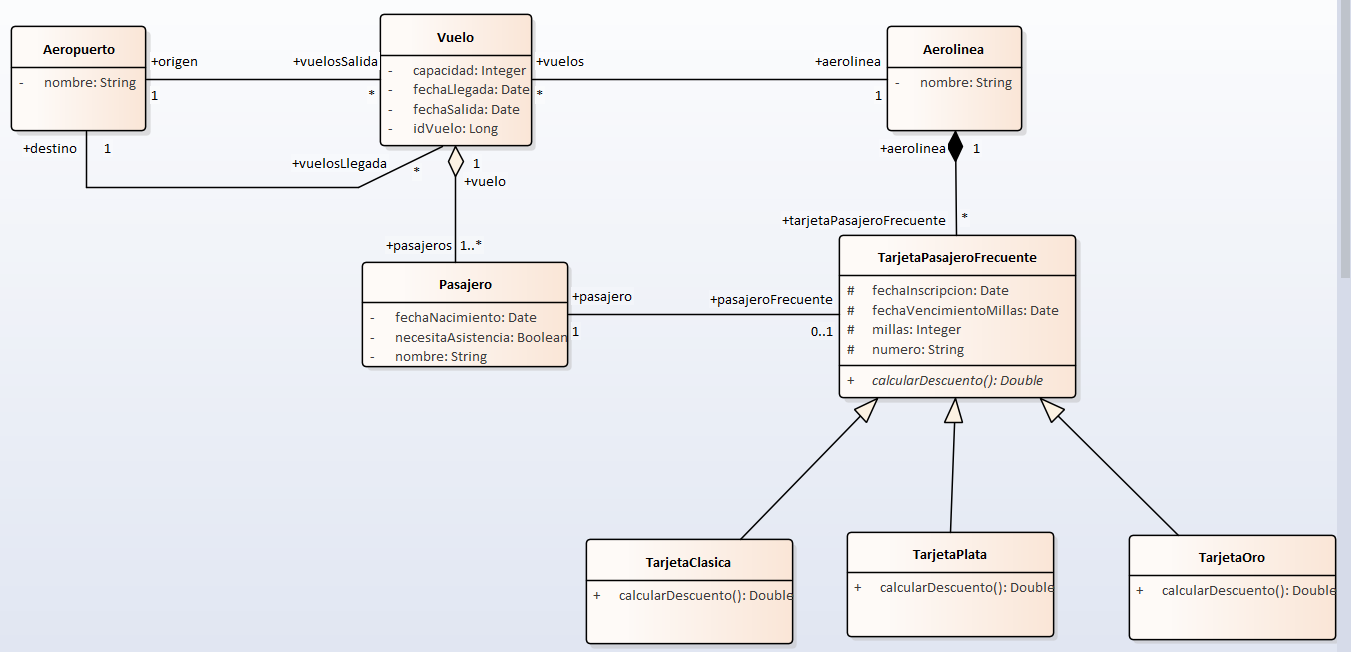 Aeropuerto
- nombre: String
+origen
1
+vuelosSalida
*
Vuelo
- capacidad: Integer
- fechaLlegada: Date
- fechaSalida: Date
- idVuelo: Long
+vuelos
*
+aerolinea
1
Aerolinea
- nombre: String
+destino 1
+vuelosLlegada
*
1
+vuelo
+aerolinea 1
+pasajeros 1..*
+tarjetaPasajeroFrecuente *
Pasajero
- fechaNacimiento: Date
- necesitaAsistencia: Boolean
- nombre: String
+pasajero
1
+pasajeroFrecuente
0..1
TarjetaPasajeroFrecuente
# fechaInscripcion: Date
# fechaVencimientoMillas: Date
# millas: Integer
# numero: String
+ calcularDescuento(): Double
TarjetaClasica
+ calcularDescuento(): Double
TarjetaPlata
+ calcularDescuento(): Double
TarjetaOro
+ calcularDescuento(): Double